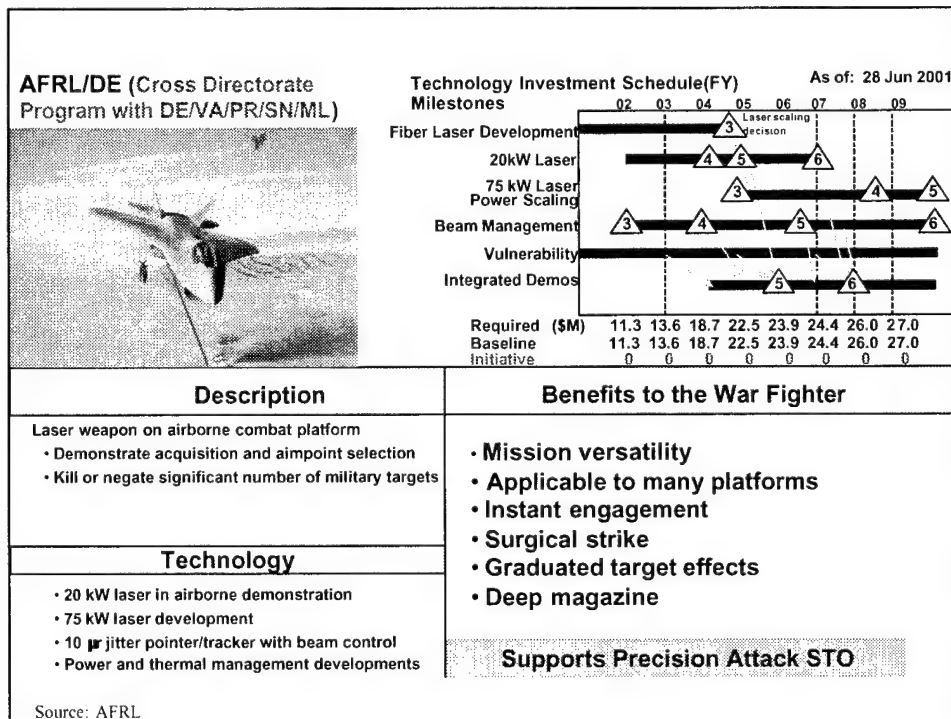 AFRL/DE (Cross Directorate
Program with DE/VA/PR/SN/ML)
Technology Investment Schedule(FY)
As of: 28 Jun 2001
Milestones 02 03 04 05 06 07 08 09
Fiber Laser Development 3 Laser scaling
decision
20kW Laser 4 5 6
75 kW Laser
Power Scaling 3 4 5
Beam Management 3 4 5 6
Vulnerability
Integrated Demos 5 6
Required ($M) 11.3 13.6 18.7 22.5 23.9 24.4 26.0 27.0
Baseline 11.3 13.6 18.7 22.5 23.9 24.4 26.0 27.0
Initiative 0 0 0 0 0 0 0 0
Description
Laser weapon on airborne combat platform
• Demonstrate acquisition and aimpoint selection
• Kill or negate significant number of military targets
Technology
• 20 kW laser in airborne demonstration
• 75 kW laser development
• 10 µr jitter pointer/tracker with beam control
• Power and thermal management developments
Benefits to the War Fighter
• Mission versatility
• Applicable to many platforms
• Instant engagement
• Surgical strike
• Graduated target effects
• Deep magazine
Supports Precision Attack STO
Source: AFRL